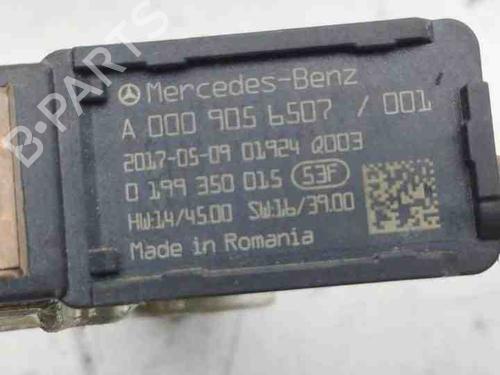 Mercedes-Benz
A 000 905 6507 / 001
2017-05-09 01924 Q003
0 199 350 015 53F
HW:14/45.00 SW:16/39.00
Made in Romania
B-PARTS